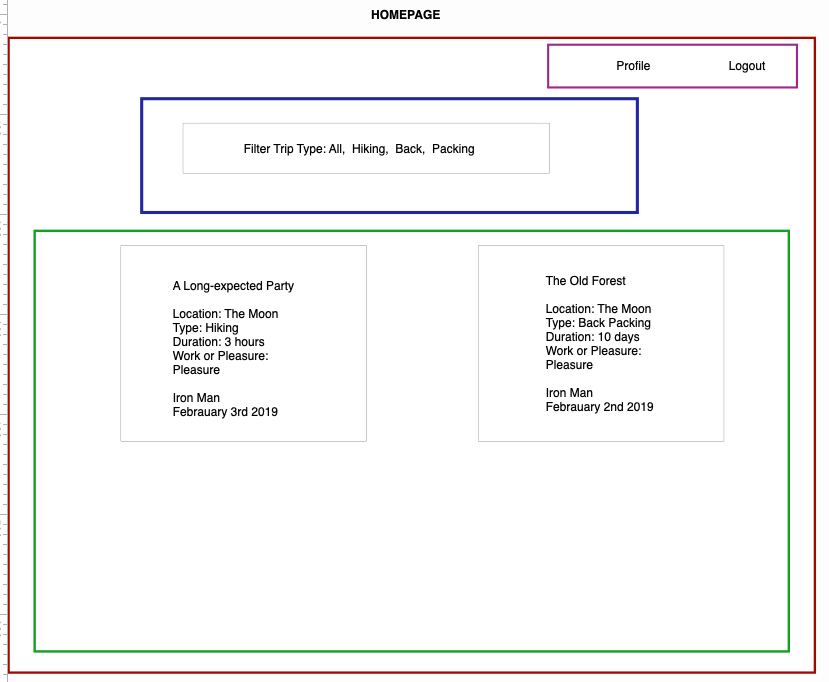 HOMEPAGE
Profile Logout
Filter Trip Type: All, Hiking, Back, Packing
A Long-expected Party
Location: The Moon
Type: Hiking
Duration: 3 hours
Work or Pleasure:
Pleasure
Iron Man
Febrauary 3rd 2019
The Old Forest
Location: The Moon
Type: Back Packing
Duration: 10 days
Work or Pleasure:
Pleasure
Iron Man
Febrauary 2nd 2019